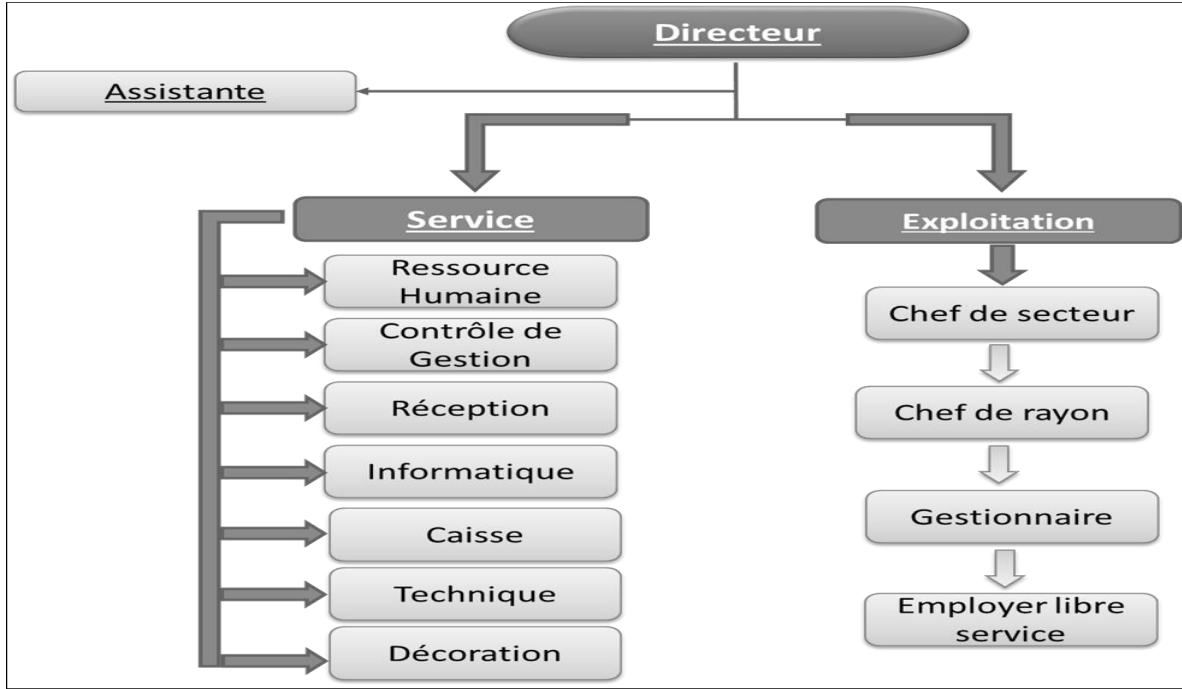 Directeur
Assistante
Service
Ressource
Humaine
Contrôle de
Gestion
Réception
Informatique
Caisse
Technique
Décoration
Exploitation
Chef de secteur
Chef de rayon
Gestionnaire
Employer libre
service